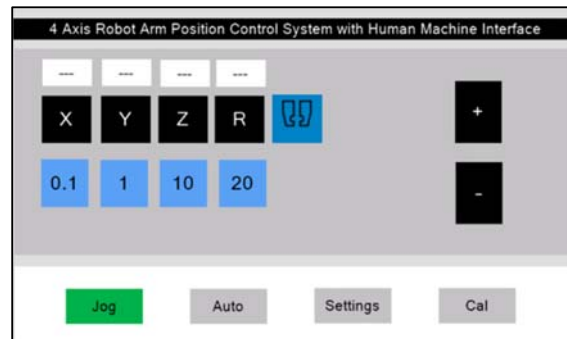 4 Axis Robot Arm Position Control System with Human Machine Interface
--- --- --- ---
X Y Z R +
0.1 1 10 20 -
Jog Auto Settings Cal